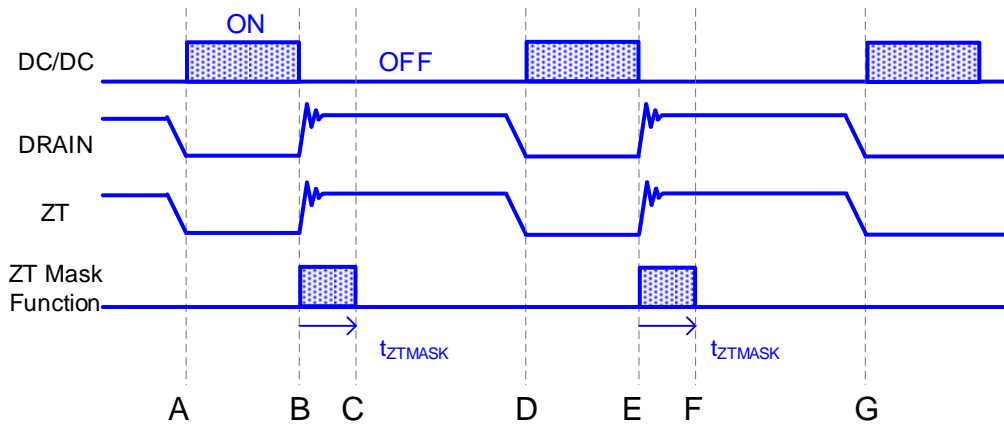 ON
DC/DC
OFF
DRAIN
ZT
ZT Mask
Function
tZTMASK tZTMASK
A B C D E F G